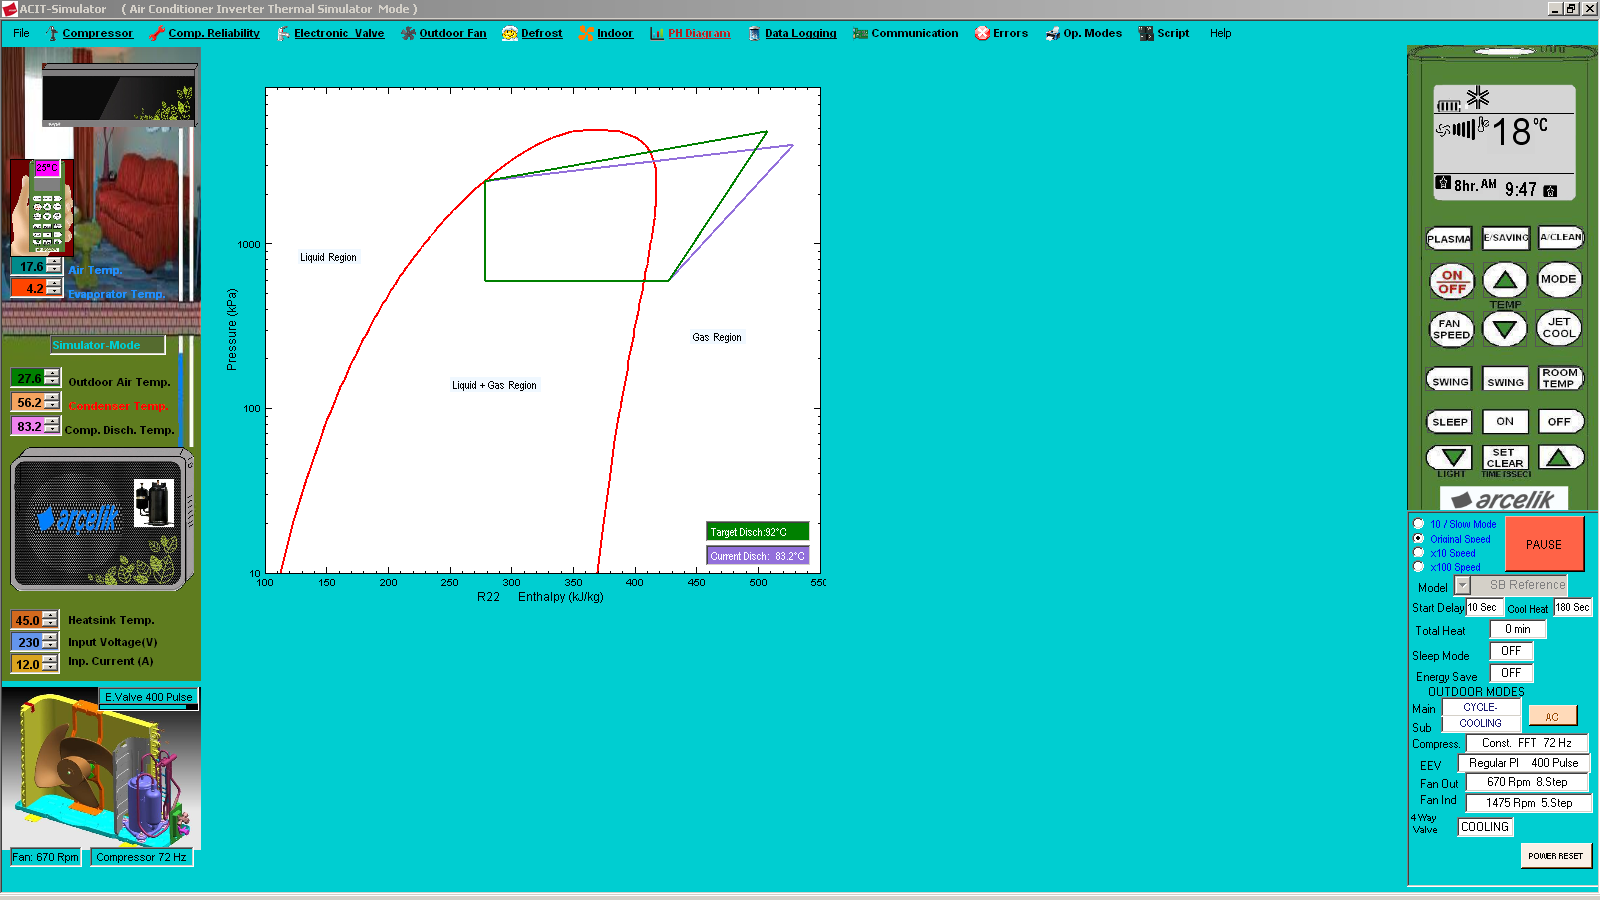 ACIT-Simulator ( Air Conditioner Inverter Thermal Simulator Mode )
File Compressor Comp. Reliability Electronic Valve Outdoor Fan Defrost Indoor PH Diagram Data Logging Communication Errors Op. Modes Script Help
25°C
17.6 Air Temp.
4.2 Evaporator Temp.
Simulator-Mode
27.6 Outdoor Air Temp.
56.2 Condenser Temp.
83.2 Comp. Disch. Temp.
arcelik
45.0 Heatsink Temp.
230 Input Voltage(V)
12.0 Inp. Current (A)
E.Valve 400 Pulse
Fan: 670 Rpm Compressor 72 Hz
Pressure (kPa)
1000
100
10
Liquid Region
Gas Region
Liquid + Gas Region
Target Disch:92°C
Current Disch: 83.2°C
100 150 200 250 300 350 400 450 500 550
R22 Enthalpy (kJ/kg)
18°C
8hr. AM 9:47
PLASMA E/SAVING A/CLEAN
ON OFF MODE
TEMP
FAN SPEED JET COOL
SWING SWING ROOM TEMP
SLEEP ON OFF
SET CLEAR
LIGHT TIME(3SEC)
arcelik
10 / Slow Mode
Original Speed
x10 Speed
x100 Speed
PAUSE
Model SB Reference
Start Delay 10 Sec Cool Heat 180 Sec
Total Heat 0 min
Sleep Mode OFF
Energy Save OFF
OUTDOOR MODES
Main CYCLE-
Sub COOLING
AC
Compress. Const. FFT 72 Hz
EEV Regular PI 400 Pulse
Fan Out 670 Rpm 8.Step
Fan Ind 1475 Rpm 5.Step
4 Way Valve COOLING
POWER RESET